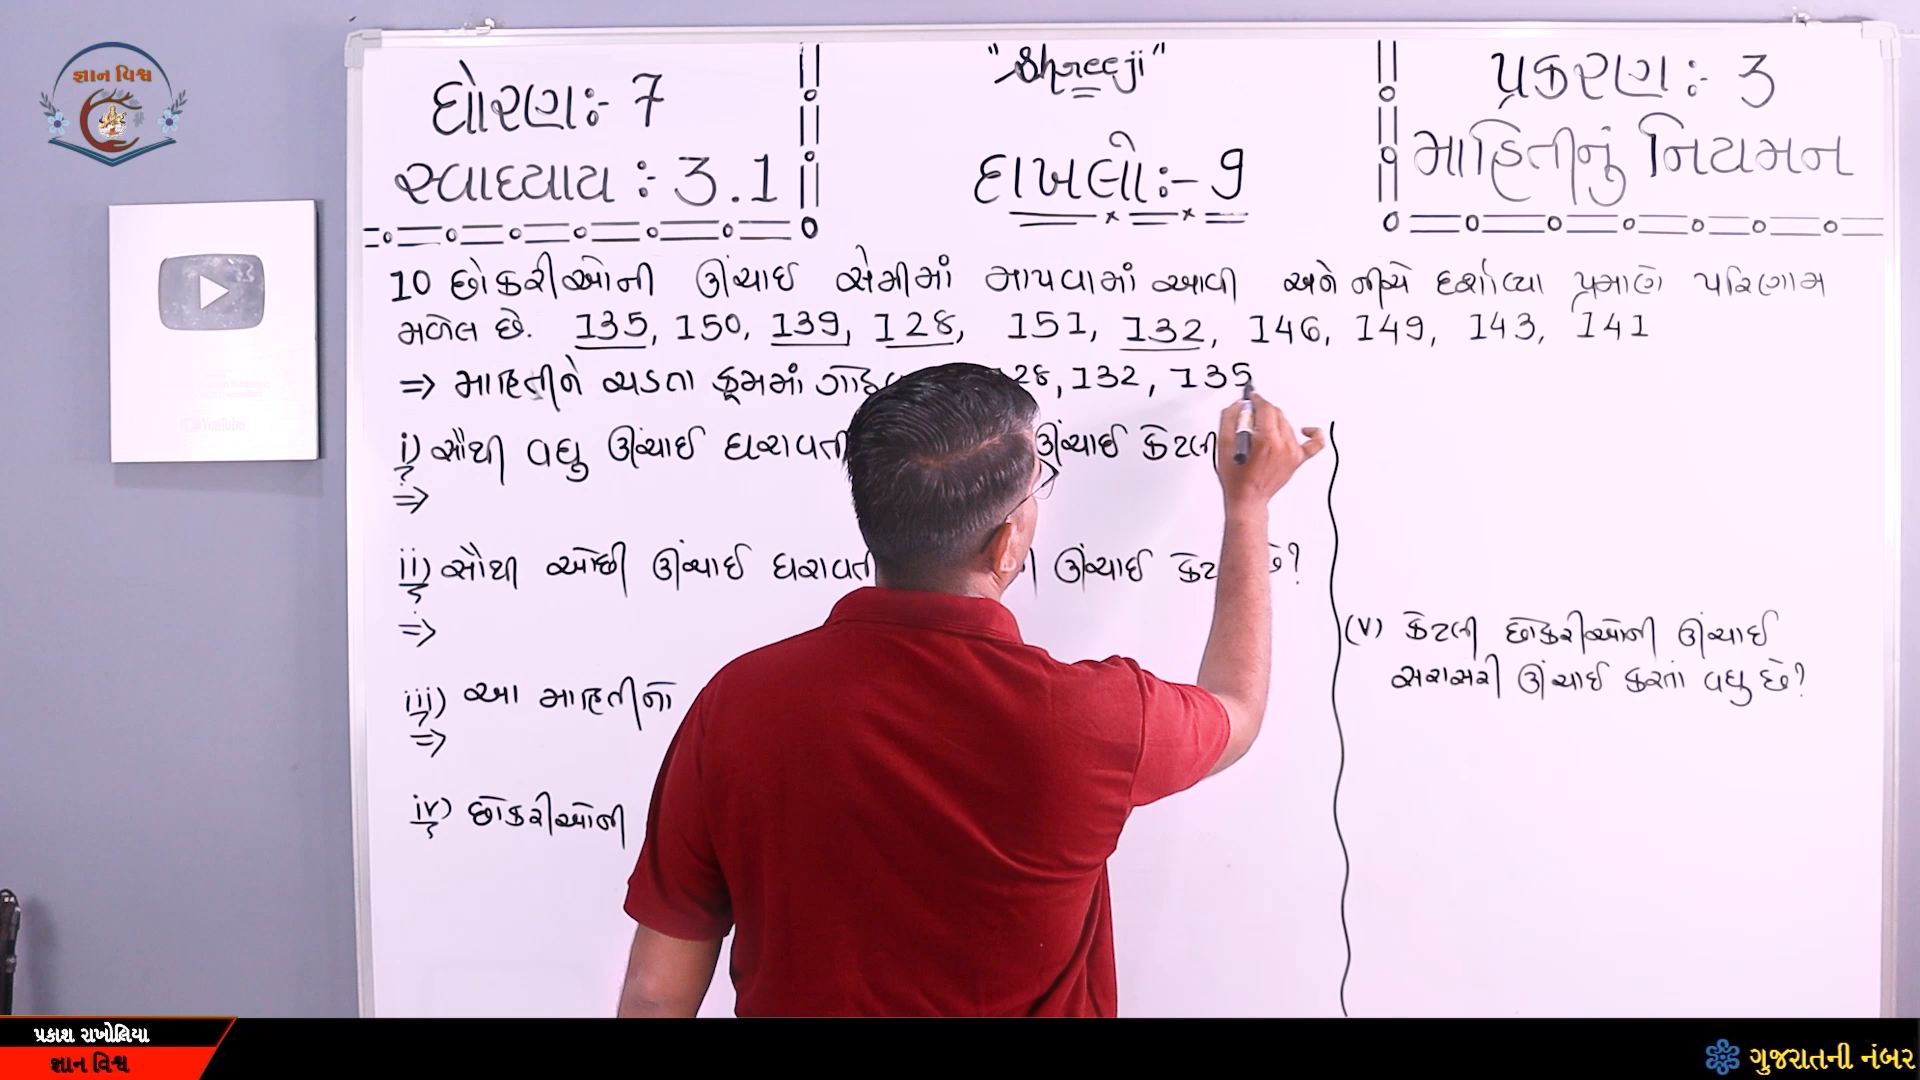 જ્ઞાન વિશ્વ
ધોરણ:- 7
સ્વાધ્યાય :- 3.1
"Shreeji"
દાખલો:- 9
પ્રકરણ :- 3
માહિતીનું નિયમન
10 છોકરીઓની ઊંચાઈ સેમીમાં માપવામાં આવી અને નીચે દર્શાવ્યા પ્રમાણે પરિણામ
મળેલ છે. 135, 150, 139, 128, 151, 132, 146, 149, 143, 141
=> માહિતીને ચડતા ક્રમમાં 128, 132, 135
i) સૌથી વધુ ઊંચાઈ ધરાવતી ઊંચાઈ કેટલી
=>
ii) સૌથી ઓછી ઊંચાઈ ધરાવતી ઊંચાઈ છે?
=>
iii) આ માહિતીનો
=>
iv) છોકરીઓની
(v) કેટલી છોકરીઓની ઊંચાઈ
સરાસરી ઊંચાઈ કરતાં વધુ છે?
YouTube
પ્રકાશ રાખોલિયા
જ્ઞાન વિશ્વ
ગુજરાતની નંબર